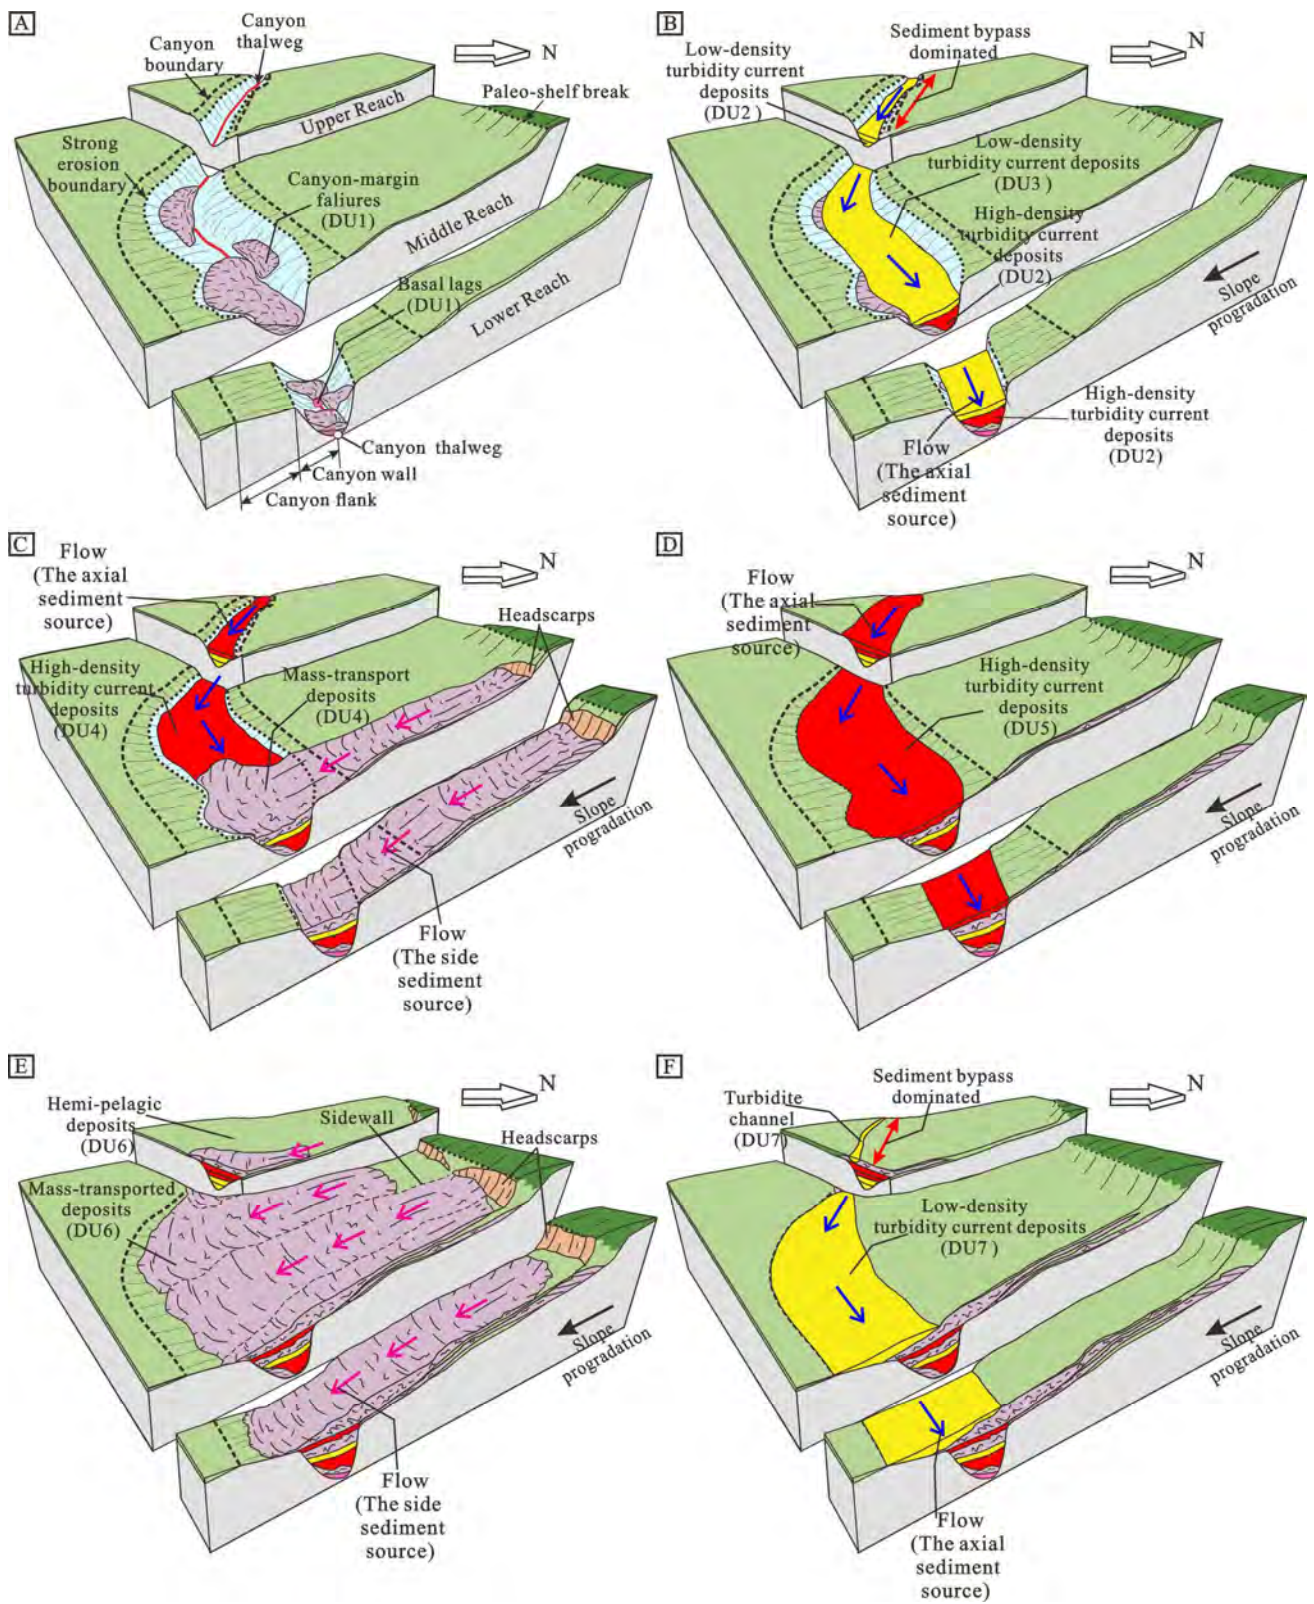 A
Canyon
thalweg
Canyon
boundary
N
Upper Reach
Paleo-shelf break
Strong
erosion
boundary
Canyon-margin
faliures
(DU1)
Middle Reach
Basal lags
(DU1)
Lower Reach
Canyon thalweg
Canyon wall
Canyon flank
B
Low-density
turbidity current
deposits
(DU2)
Sediment bypass
dominated
N
Low-density
turbidity current deposits
(DU3)
High-density
turbidity current
deposits
(DU2)
Slope
progradation
High-density
turbidity current
deposits
(DU2)
Flow
(The axial
sediment
source)
C
Flow
(The axial
sediment
source)
N
Headscarps
High-density
turbidity current
deposits
(DU4)
Mass-transport
deposits
(DU4)
Slope
progradation
Flow
(The side
sediment
source)
D
Flow
(The axial
sediment
source)
N
High-density
turbidity current
deposits
(DU5)
Slope
progradation
E
Hemi-pelagic
deposits
(DU6)
N
Sidewall
Headscarps
Mass-transported
deposits
(DU6)
Slope
progradation
Flow
(The side
sediment
source)
F
Turbidite
channel
(DU7)
Sediment bypass
dominated
N
Low-density
turbidity current deposits
(DU7)
Slope
progradation
Flow
(The axial
sediment
source)